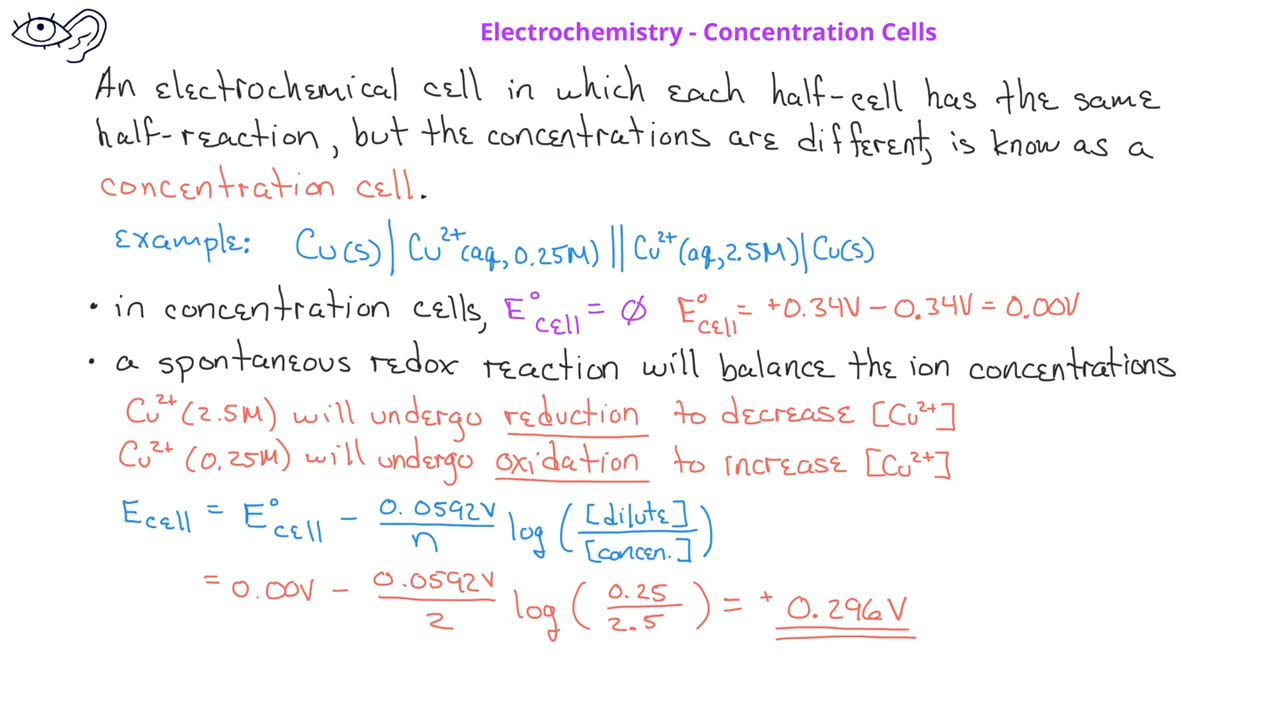 Electrochemistry - Concentration Cells
An electrochemical cell in which each half-cell has the same
half-reaction, but the concentrations are different, is know as a
concentration cell.
example: Cu(s) | Cu²⁺(aq, 0.25M) || Cu²⁺(aq, 2.5M) | Cu(s)
• in concentration cells, E°cell = ∅ E°cell = +0.34V − 0.34V = 0.00V
• a spontaneous redox reaction will balance the ion concentrations
Cu²⁺ (2.5M) will undergo reduction to decrease [Cu²⁺]
Cu²⁺ (0.25M) will undergo oxidation to increase [Cu²⁺]
Ecell = E°cell − 0.0592V/n log([dilute]/[concen.])
= 0.00V − 0.0592V/2 log(0.25/2.5) = +0.296V